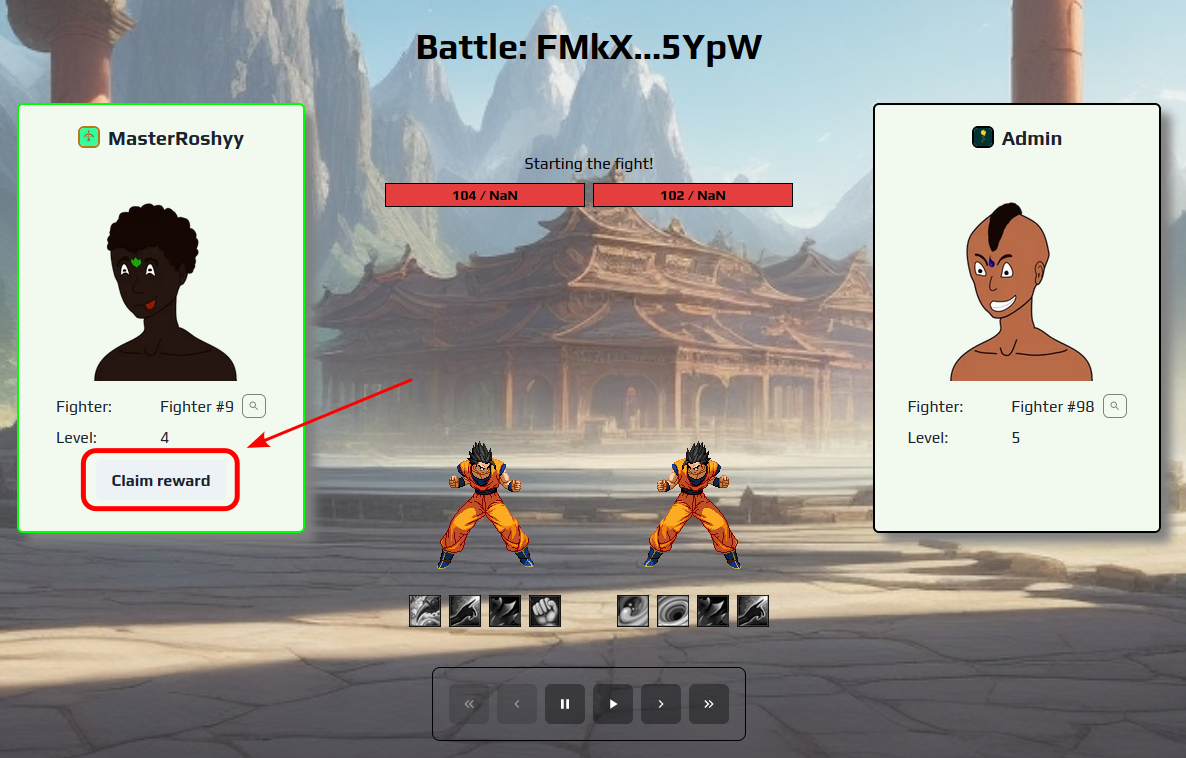 Battle: FMkX...5YpW
MasterRoshyy
Fighter: Fighter #9
Level: 4
Claim reward
Starting the fight!
104 / NaN 102 / NaN
Admin
Fighter: Fighter #98
Level: 5